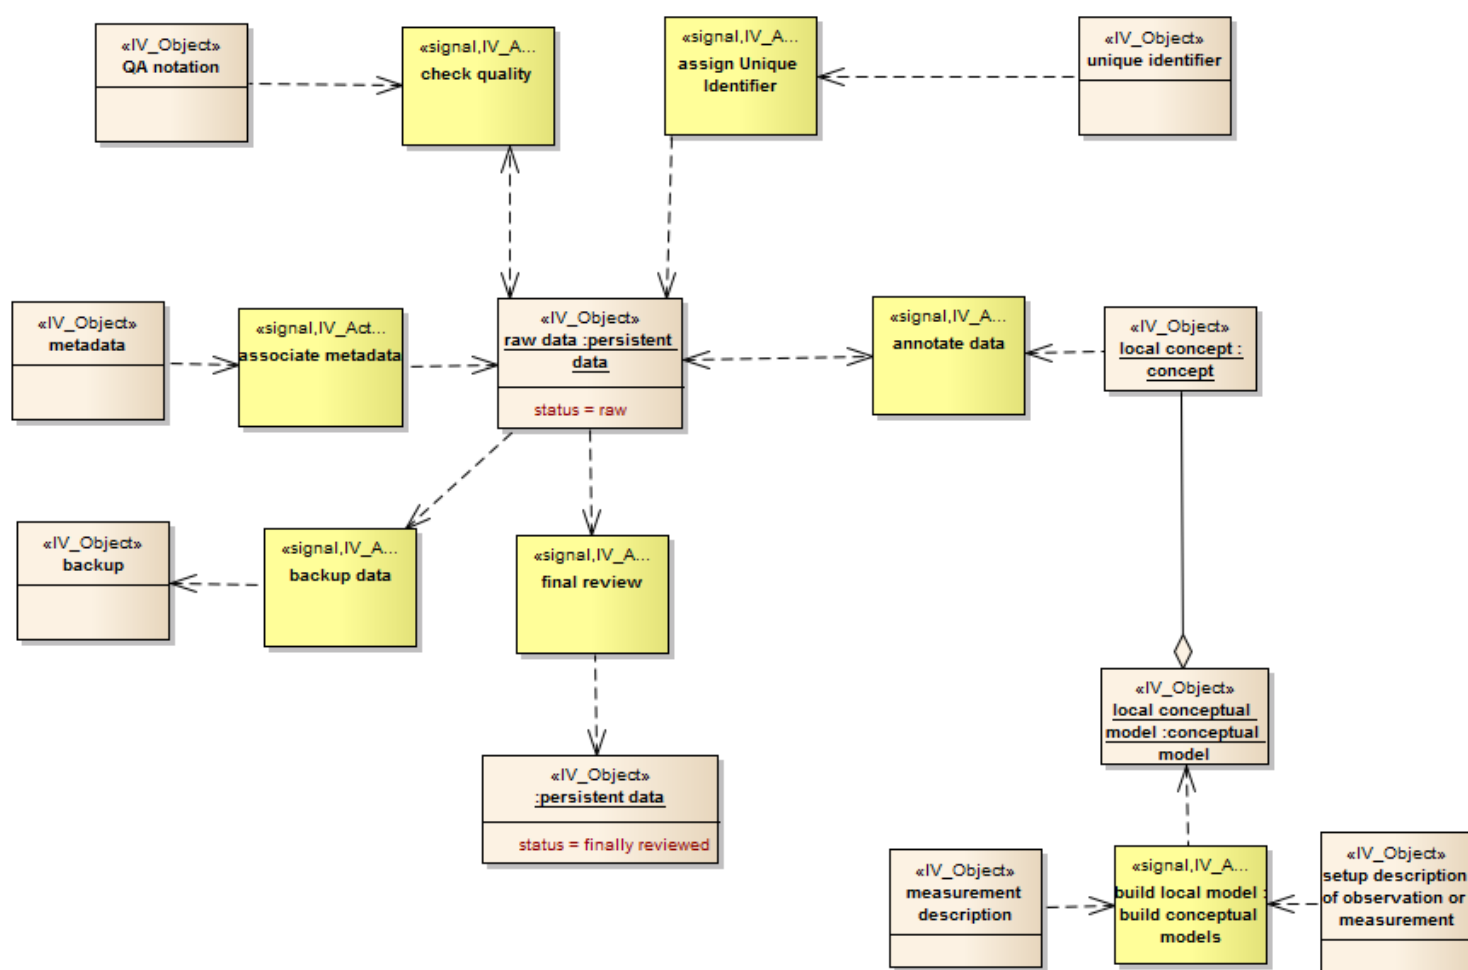 «IV_Object»
QA notation
«signal,IV_A...
check quality
«signal,IV_A...
assign Unique
Identifier
«IV_Object»
unique identifier
«IV_Object»
metadata
«signal,IV_Act...
associate metadata
«IV_Object»
raw data :persistent
data
status = raw
«signal,IV_A...
annotate data
«IV_Object»
local concept :
concept
«IV_Object»
backup
«signal,IV_A...
backup data
«signal,IV_A...
final review
«IV_Object»
local conceptual
model :conceptual
model
«IV_Object»
:persistent data
status = finally reviewed
«IV_Object»
measurement
description
«signal,IV_A...
build local model :
build conceptual
models
«IV_Object»
setup description
of observation or
measurement